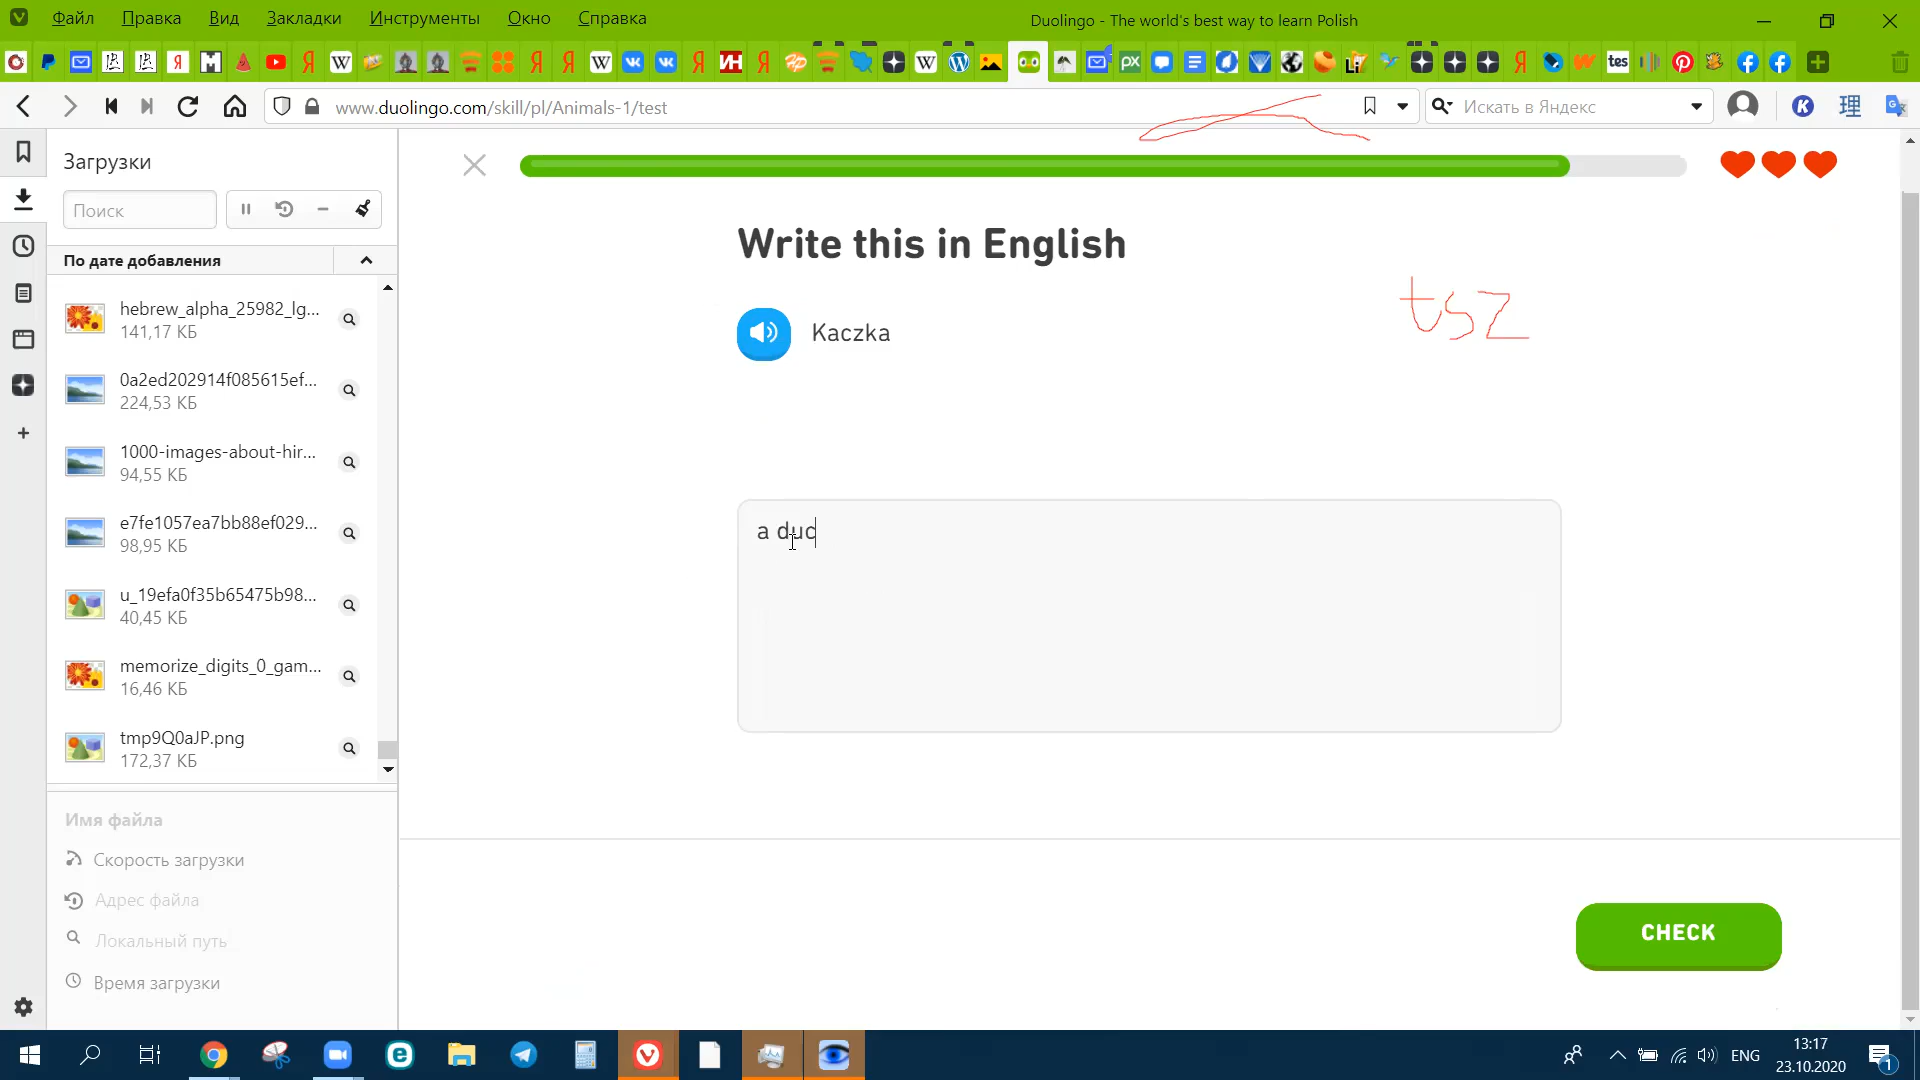 Файл Правка Вид Закладки Инструменты Окно Справка
Duolingo - The world's best way to learn Polish
tes
www.duolingo.com/skill/pl/Animals-1/test
Искать в Яндекс
Загрузки
Поиск
По дате добавления
hebrew_alpha_25982_lg...
141,17 КБ
0a2ed202914f085615ef...
224,53 КБ
1000-images-about-hir...
94,55 КБ
e7fe1057ea7bb88ef029...
98,95 КБ
u_19efa0f35b65475b98...
40,45 КБ
memorize_digits_0_gam...
16,46 КБ
tmp9Q0aJP.png
172,37 КБ
Имя файла
Скорость загрузки
Адрес файла
Локальный путь
Время загрузки
Write this in English
tsz
Kaczka
a duc
CHECK
ENG
13:17
23.10.2020
1